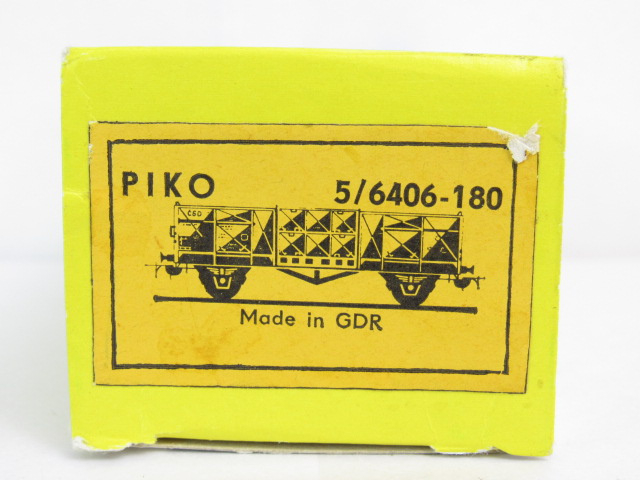 PIKO 5/6406-180
ČSD
Made in GDR